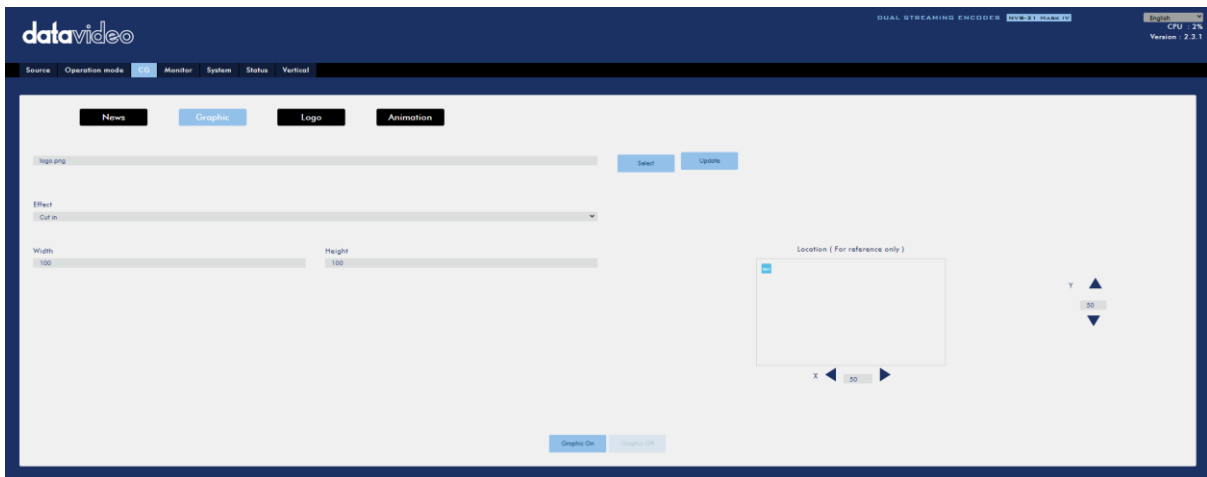 DUAL STREAMING ENCODER NVS-31 MARK IV
English
CPU : 2%
Version : 2.3.1
datavideo
Source Operation mode CG Monitor System Status Vertical
News Graphic Logo Animation
logo.png
Select Update
Effect
Cut in
Width Height
100 100
Location ( For reference only )
Y
50
X 50
Graphic On Graphic Off